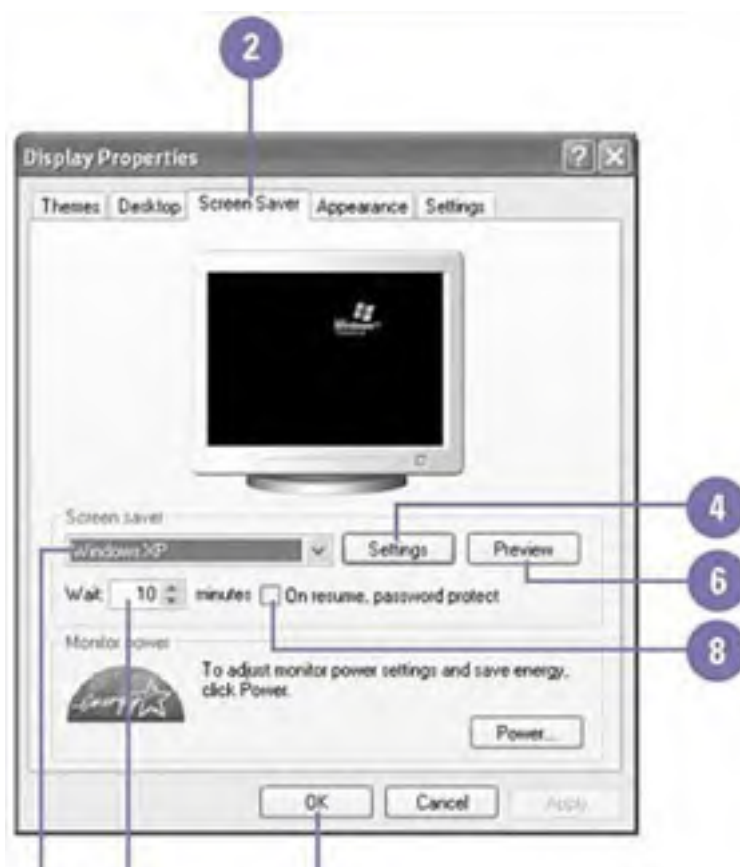 2
Display Properties
Themes Desktop Screen Saver Appearance Settings
Screen saver
Windows XP Settings Preview
4
6
Wait 10 minutes On resume, password protect
8
Monitor power
To adjust monitor power settings and save energy,
click Power.
Power...
OK Cancel Apply